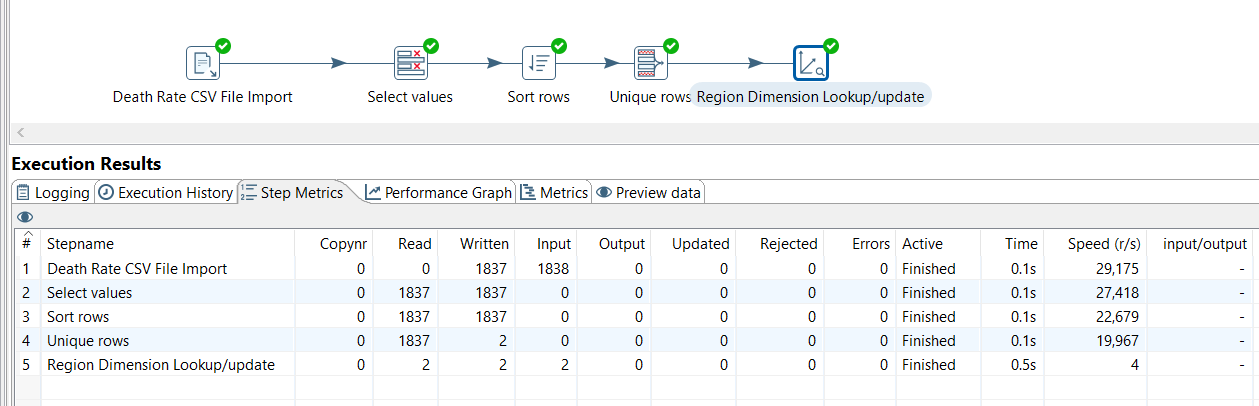 Death Rate CSV File Import Select values Sort rows Unique rows Region Dimension Lookup/update
Execution Results
Logging Execution History Step Metrics Performance Graph Metrics Preview data
# Stepname Copynr Read Written Input Output Updated Rejected Errors Active Time Speed (r/s) input/output
1 Death Rate CSV File Import 0 0 1837 1838 0 0 0 0 Finished 0.1s 29,175 -
2 Select values 0 1837 1837 0 0 0 0 0 Finished 0.1s 27,418 -
3 Sort rows 0 1837 1837 0 0 0 0 0 Finished 0.1s 22,679 -
4 Unique rows 0 1837 2 0 0 0 0 0 Finished 0.1s 19,967 -
5 Region Dimension Lookup/update 0 2 2 2 0 0 0 0 Finished 0.5s 4 -